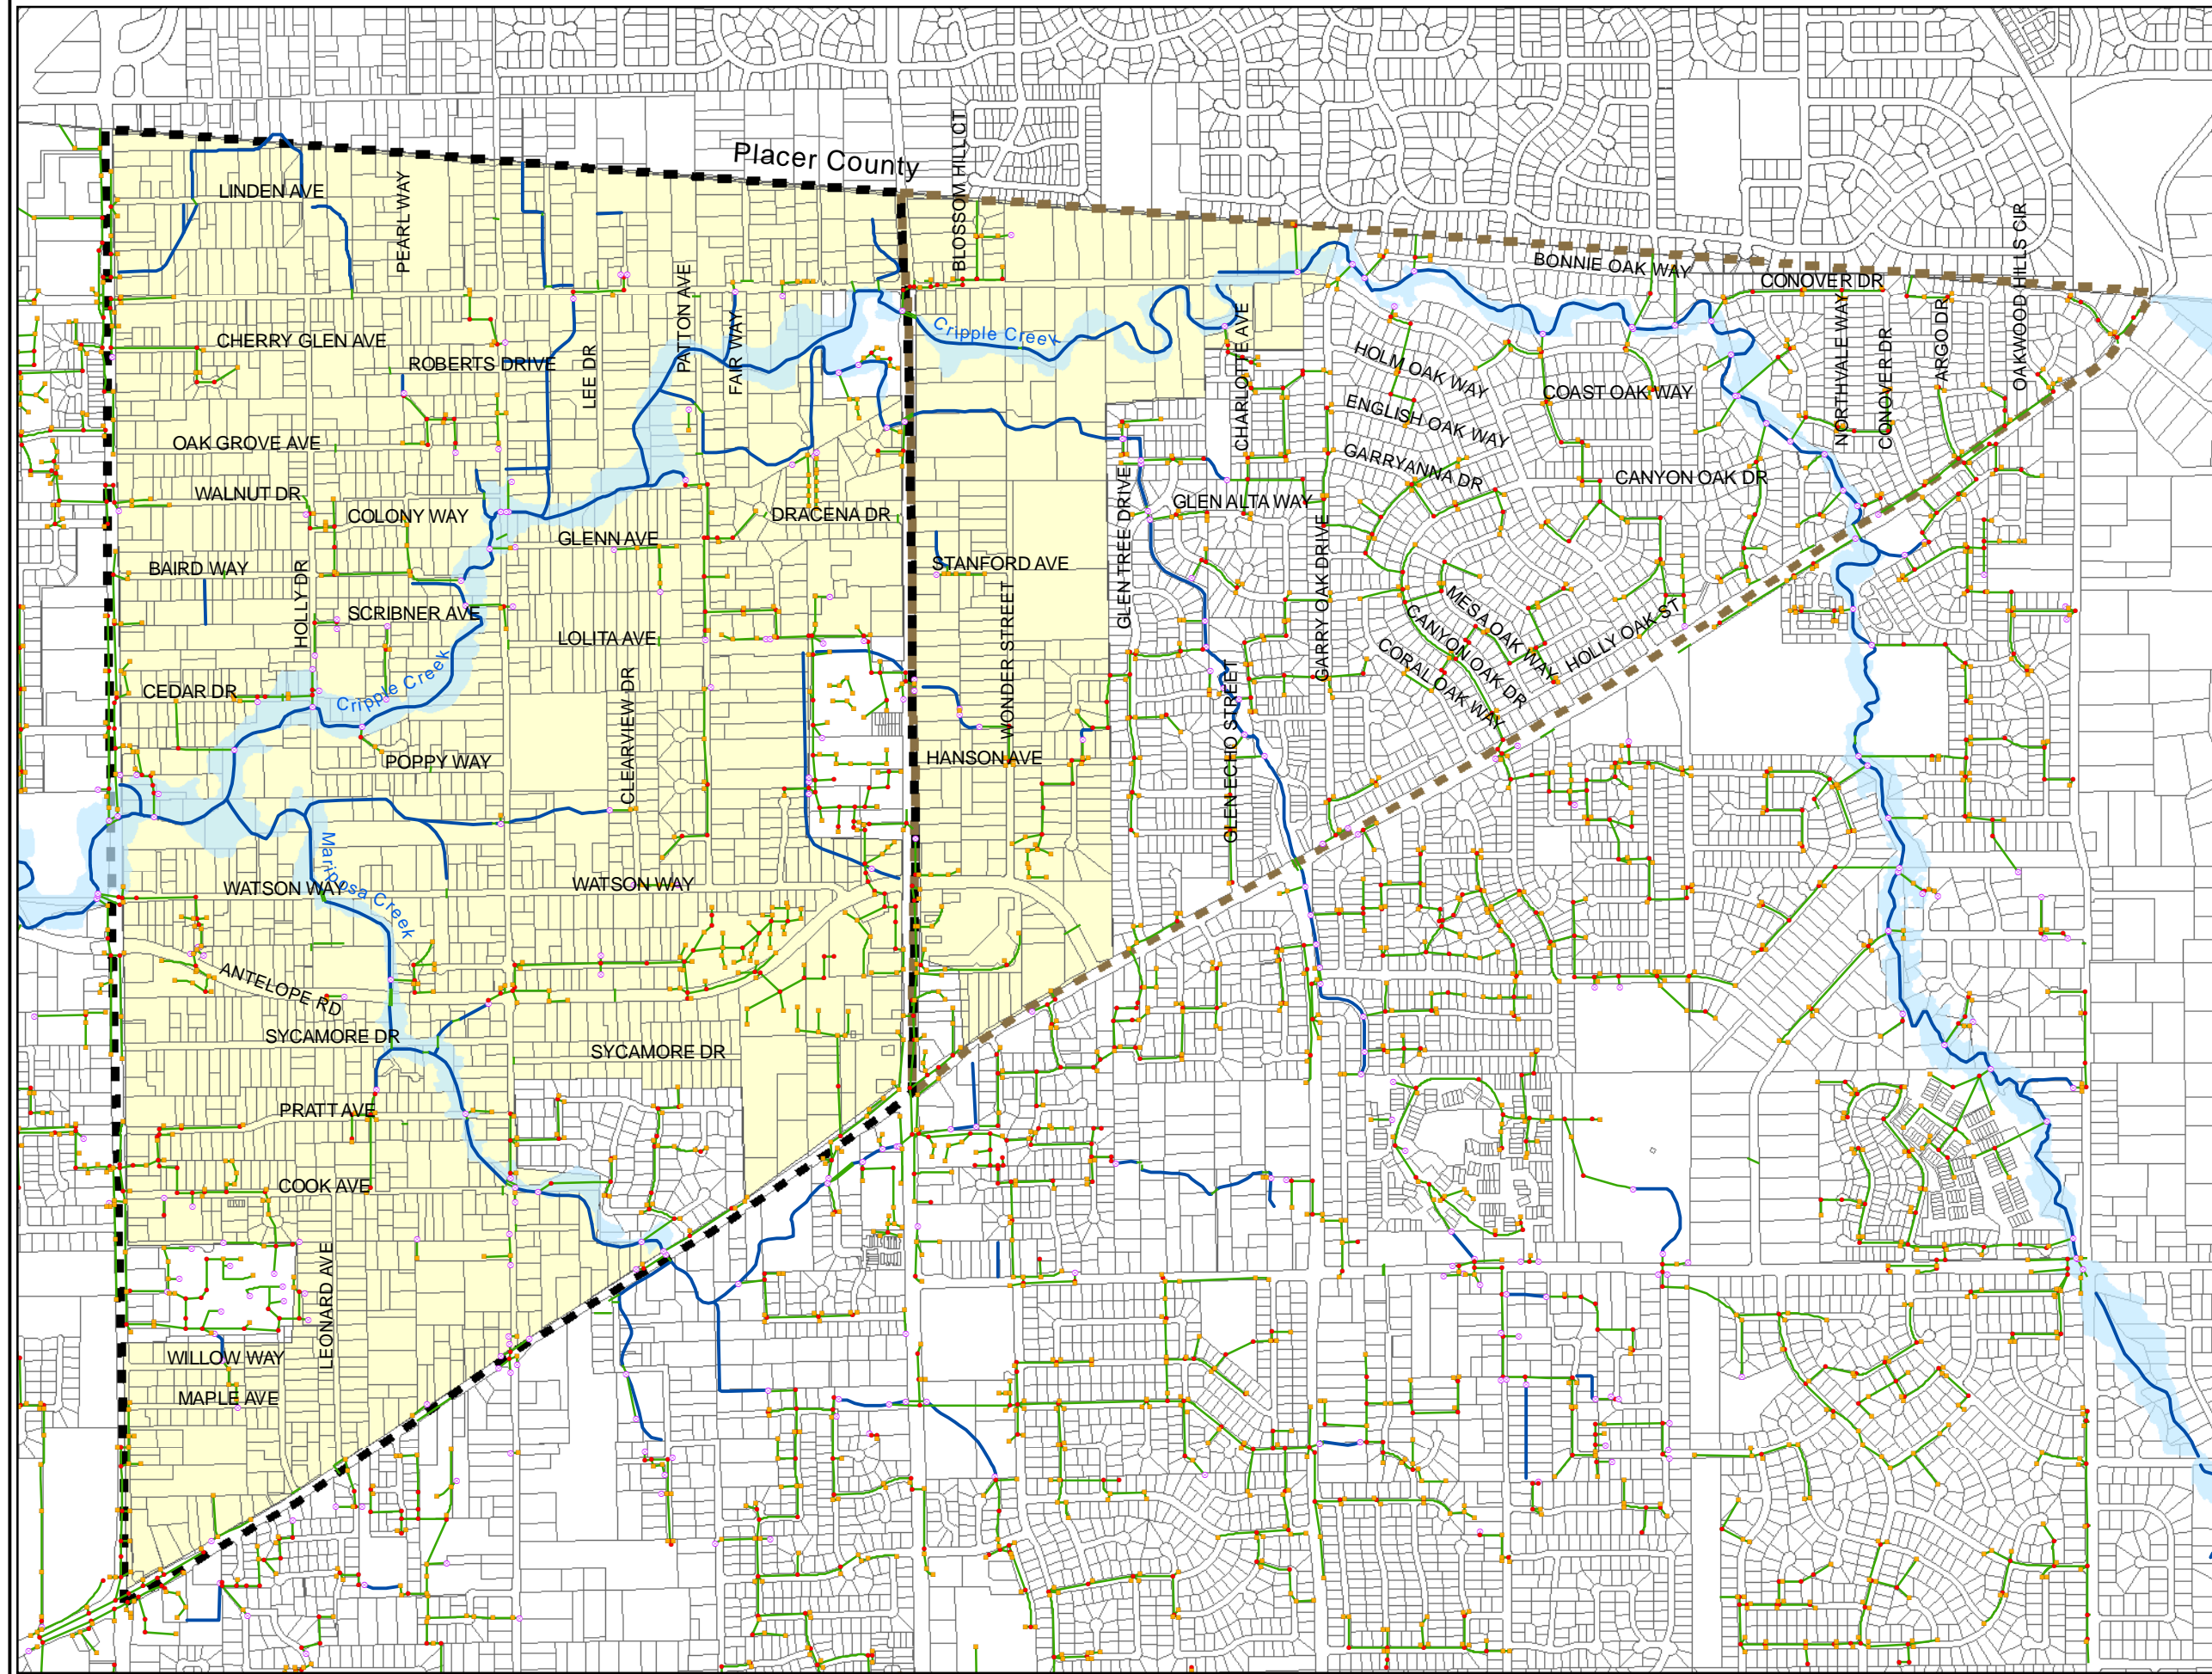 Placer County
BLOSSOM HILL CT
LINDEN AVE
PEARL WAY
OAKWOOD HILLS CIR
BONNIE OAK WAY
CONOVER DR
PATTON AVE
FAIR WAY
Cripple Creek
CHARLOTTE AVE
NORTHVALE WAY
CONOVER DR
ARGO DR
CHERRY GLEN AVE
ROBERTS DRIVE
LEE DR
HOLM OAK WAY
COAST OAK WAY
ENGLISH OAK WAY
OAK GROVE AVE
GARRYANNA DR
CANYON OAK DR
WALNUT DR
COLONY WAY
DRACENA DR
GLEN TREE DRIVE
GLEN ALTA WAY
GLENN AVE
STANFORD AVE
BAIRD WAY
HOLLY DR
SCRIBNER AVE
LOLITA AVE
WONDER STREET
GARRY OAK DRIVE
MESA OAK WAY
CANYON OAK DR
HOLLY OAK ST
CORAL OAK WAY
CEDAR DR
Cripple Creek
CLEARVIEW DR
GLEN ECHO STREET
POPPY WAY
HANSON AVE
Mariposa Creek
WATSON WAY
WATSON WAY
ANTELOPE RD
SYCAMORE DR
SYCAMORE DR
PRATT AVE
COOK AVE
LEONARD AVE
WILLOW WAY
MAPLE AVE